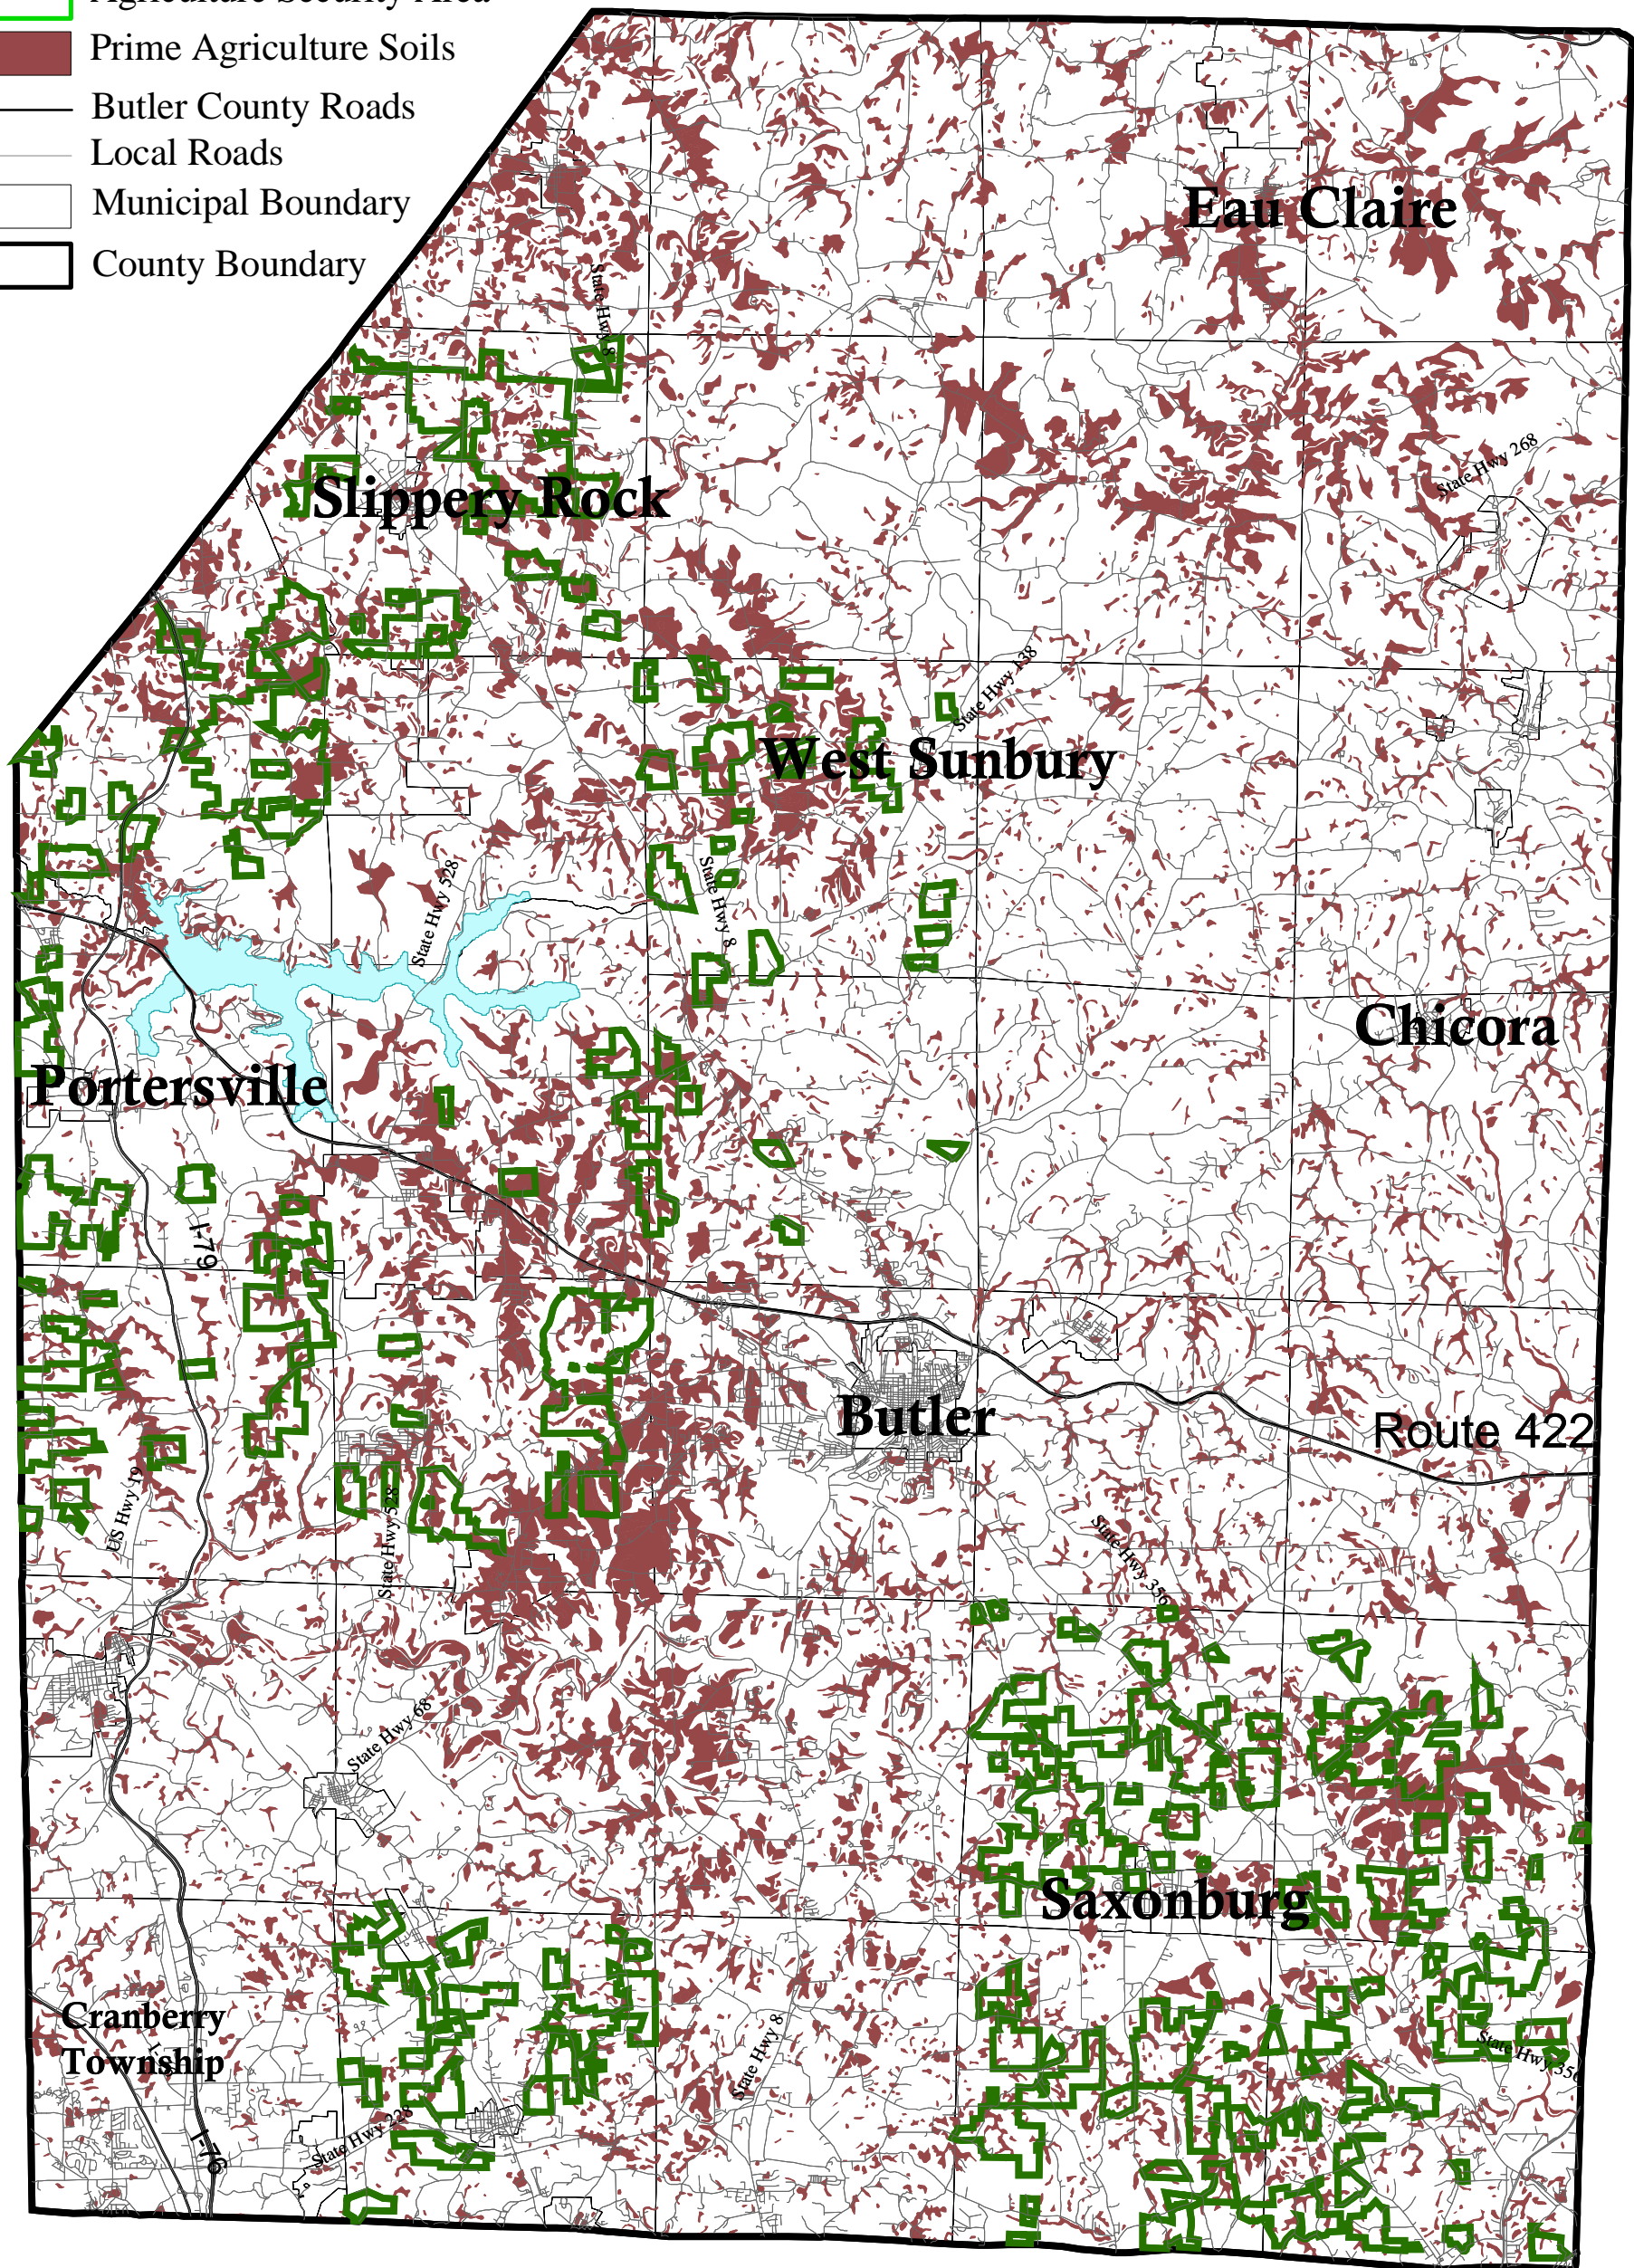 Agriculture Security Area
Prime Agriculture Soils
Butler County Roads
Local Roads
Municipal Boundary
County Boundary
Eau Claire
State Hwy 8
State Hwy 268
Slippery Rock
State Hwy 138
West Sunbury
State Hwy 528
State Hwy 8
Chicora
Portersville
I-79
Butler
Route 422
US Hwy 19
State Hwy 528
State Hwy 356
State Hwy 68
Saxonburg
Cranberry
Township
State Hwy 8
State Hwy 356
State Hwy 228
I-76